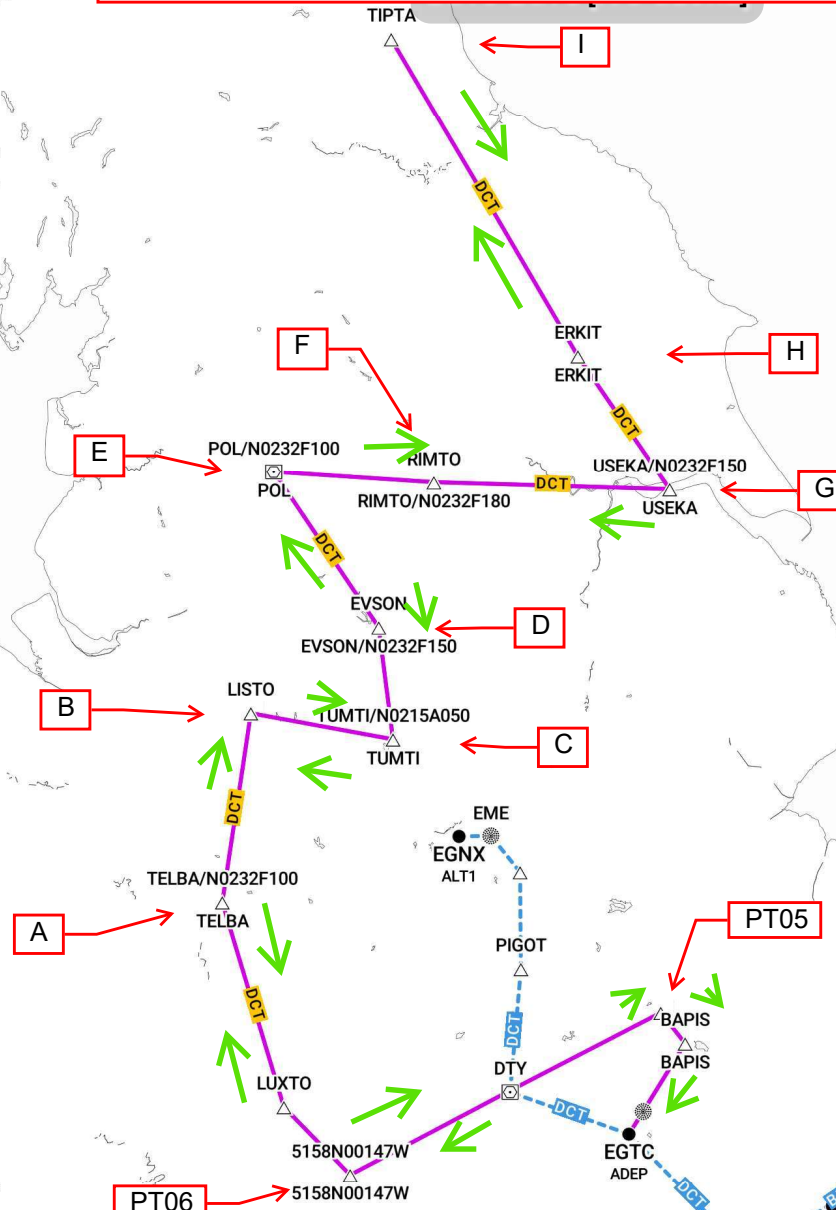 TIPTA
I
DCT
ERKIT
ERKIT
H
F
DCT
E
POL/N0232F100
RIMTO
USEKA/N0232F150
POL
RIMTO/N0232F180
DCT
G
USEKA
DCT
EVSON
D
EVSON/N0232F150
LISTO
B
TUMTI/N0215A050
C
TUMTI
DCT
EME
EGNX
ALT1
TELBA/N0232F100
A
TELBA
PT05
PIGOT
DCT
BAPIS
DCT
BAPIS
DTY
LUXTO
DCT
EGTC
ADEP
5158N00147W
5158N00147W
PT06
DCT